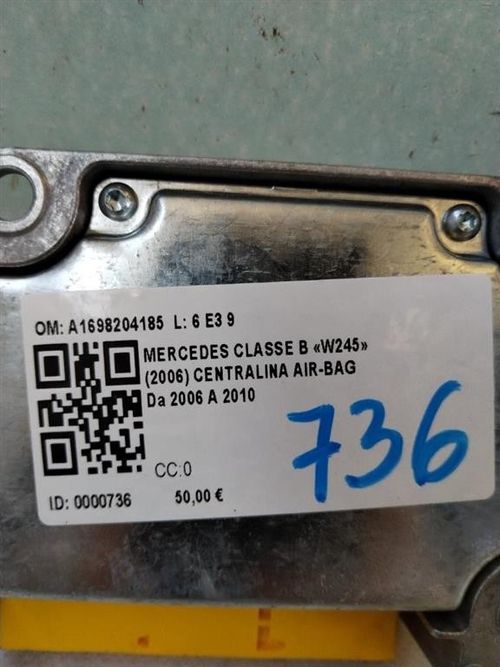 OM: A1698204185 L: 6 E3 9
MERCEDES CLASSE B «W245»
(2006) CENTRALINA AIR-BAG
Da 2006 A 2010
736
CC:0
ID: 0000736 50,00 €